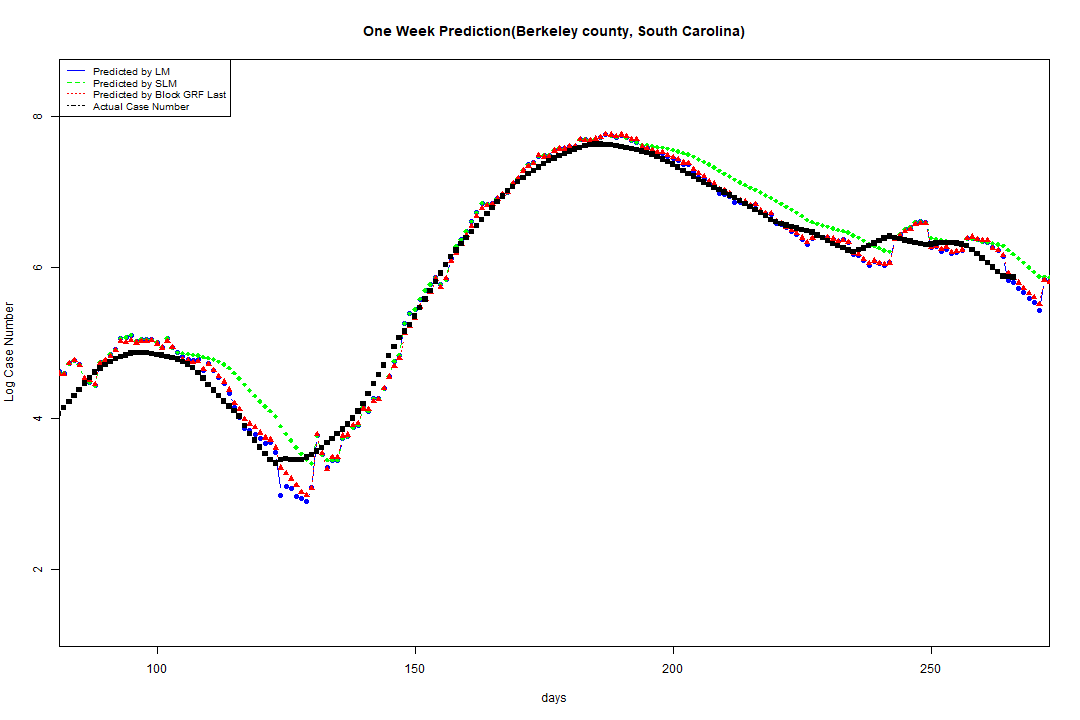 One Week Prediction(Berkeley county, South Carolina)
Predicted by LM
Predicted by SLM
Predicted by Block GRF Last
Actual Case Number
Log Case Number
8
6
4
2
100 150 200 250
days